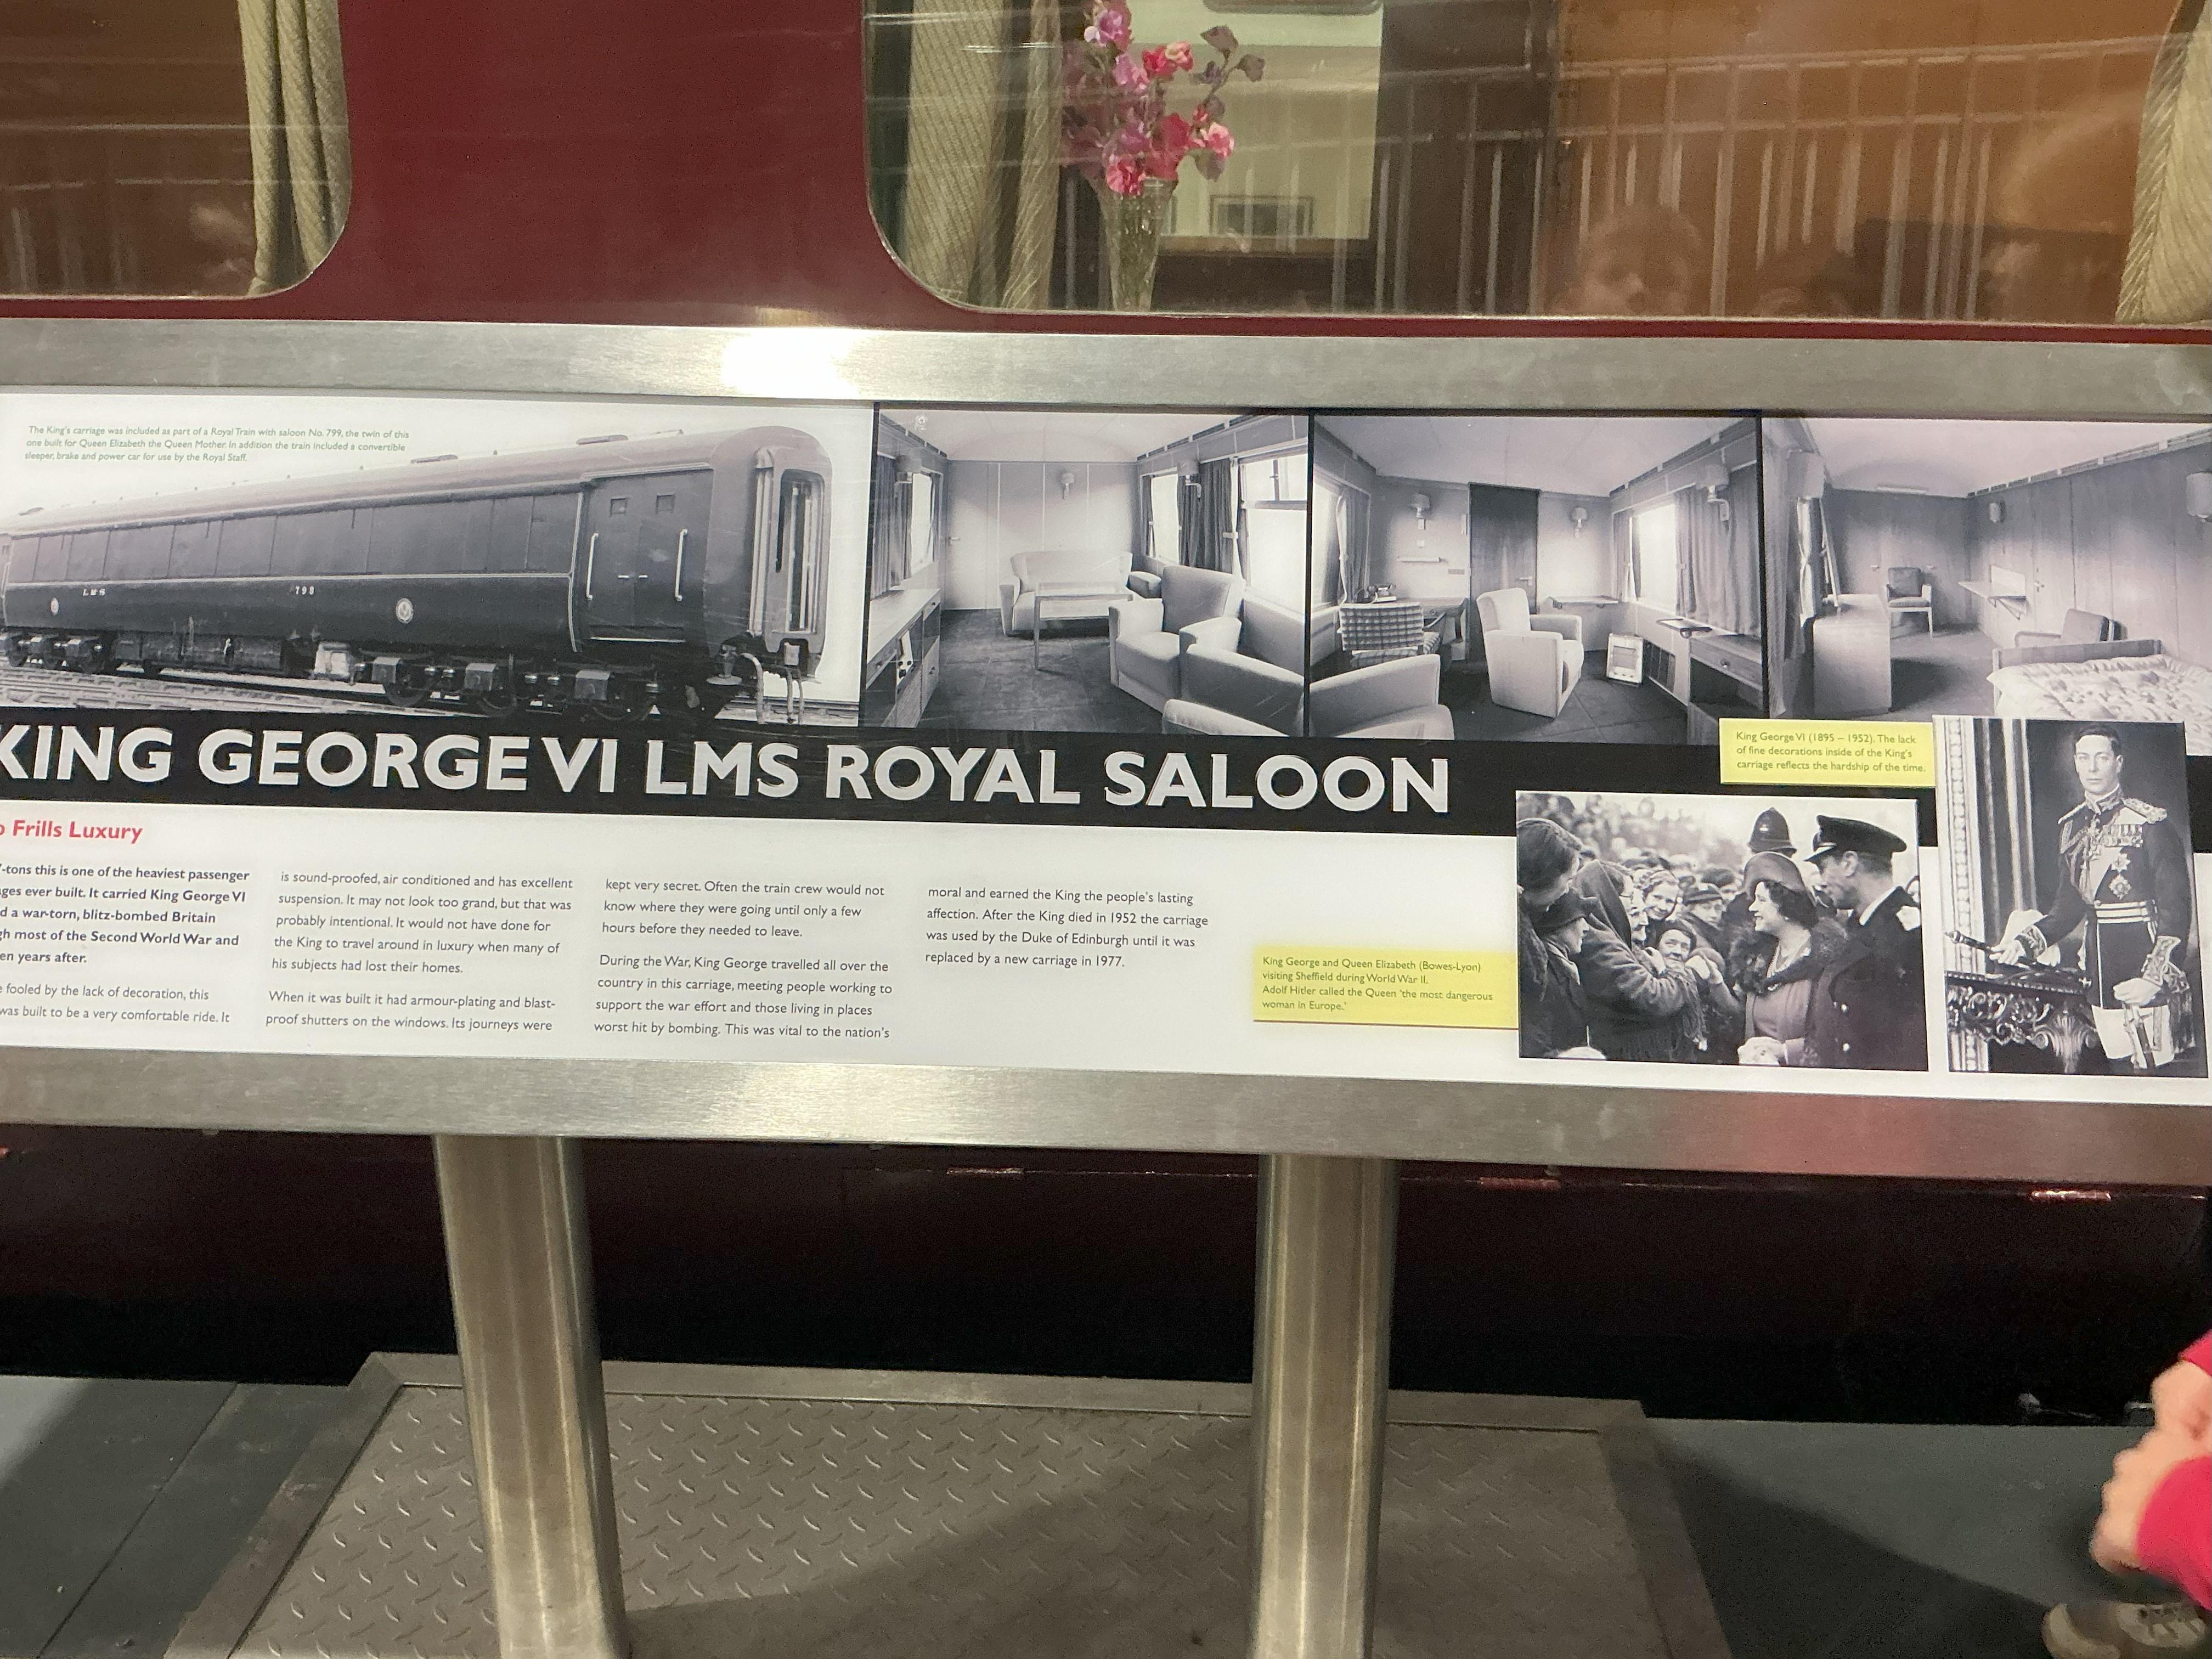 The King's carriage was included as part of a Royal Train with saloon No. 799, the twin of this
one built for Queen Elizabeth the Queen Mother. In addition the train included a convertible
sleeper, brake and power car for use by the Royal Staff.
LMS
798
KING GEORGE VI LMS ROYAL SALOON
King George VI (1895 – 1952). The lack
of fine decorations inside of the King's
carriage reflects the hardship of the time.
Frills Luxury
-tons this is one of the heaviest passenger
ever built. It carried King George VI
a war-torn, blitz-bombed Britain
most of the Second World War and
years after.
fooled by the lack of decoration, this
was built to be a very comfortable ride. It
is sound-proofed, air conditioned and has excellent
suspension. It may not look too grand, but that was
probably intentional. It would not have done for
the King to travel around in luxury when many of
his subjects had lost their homes.
When it was built it had armour-plating and blast-
proof shutters on the windows. Its journeys were
kept very secret. Often the train crew would not
know where they were going until only a few
hours before they needed to leave.
During the War, King George travelled all over the
country in this carriage, meeting people working to
support the war effort and those living in places
worst hit by bombing. This was vital to the nation's
moral and earned the King the people's lasting
affection. After the King died in 1952 the carriage
was used by the Duke of Edinburgh until it was
replaced by a new carriage in 1977.
King George and Queen Elizabeth (Bowes-Lyon)
visiting Sheffield during World War II.
Adolf Hitler called the Queen 'the most dangerous
woman in Europe.'